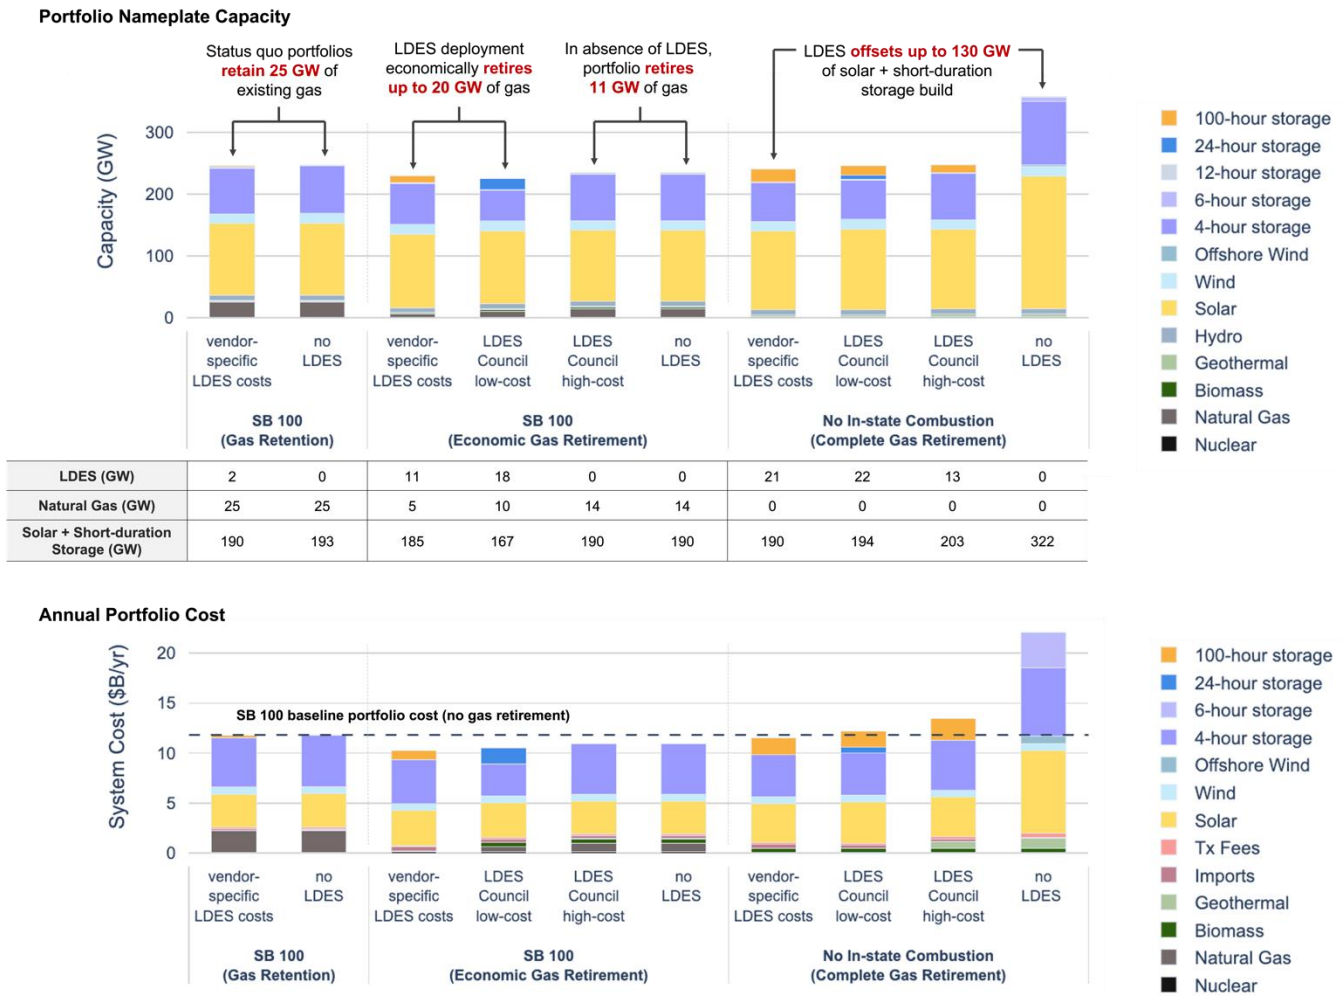 Portfolio Nameplate Capacity
Status quo portfolios
retain 25 GW of
existing gas
LDES deployment
economically retires
up to 20 GW of gas
In absence of LDES,
portfolio retires
11 GW of gas
LDES offsets up to 130 GW
of solar + short-duration
storage build
Capacity (GW)
300
200
100
0
100-hour storage
24-hour storage
12-hour storage
6-hour storage
4-hour storage
Offshore Wind
Wind
Solar
Hydro
Geothermal
Biomass
Natural Gas
Nuclear
vendor-
specific
LDES costs
no
LDES
vendor-
specific
LDES costs
LDES
Council
low-cost
LDES
Council
high-cost
no
LDES
vendor-
specific
LDES costs
LDES
Council
low-cost
LDES
Council
high-cost
no
LDES
SB 100
(Gas Retention)
SB 100
(Economic Gas Retirement)
No In-state Combustion
(Complete Gas Retirement)
LDES (GW) 2 0 11 18 0 0 21 22 13 0
Natural Gas (GW) 25 25 5 10 14 14 0 0 0 0
Solar + Short-duration
Storage (GW) 190 193 185 167 190 190 190 194 203 322
Annual Portfolio Cost
System Cost ($B/yr)
20
15
10
5
0
SB 100 baseline portfolio cost (no gas retirement)
100-hour storage
24-hour storage
6-hour storage
4-hour storage
Offshore Wind
Wind
Solar
Tx Fees
Imports
Geothermal
Biomass
Natural Gas
Nuclear
vendor-
specific
LDES costs
no
LDES
vendor-
specific
LDES costs
LDES
Council
low-cost
LDES
Council
high-cost
no
LDES
vendor-
specific
LDES costs
LDES
Council
low-cost
LDES
Council
high-cost
no
LDES
SB 100
(Gas Retention)
SB 100
(Economic Gas Retirement)
No In-state Combustion
(Complete Gas Retirement)